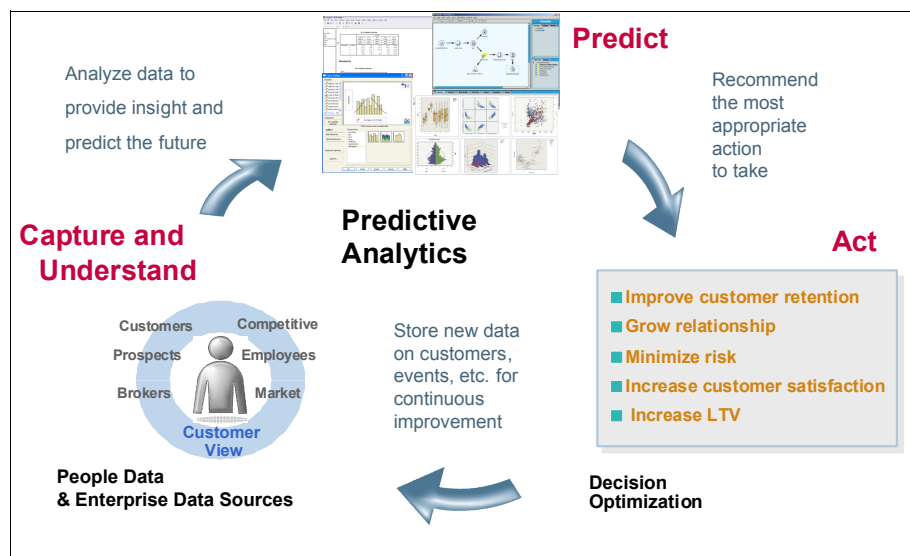 Predict
Analyze data to
provide insight and
predict the future
Recommend
the most
appropriate
action
to take
Predictive
Analytics
Capture and
Understand
Act
Customers
Competitive
Prospects
Employees
Brokers
Market
Customer
View
Store new data
on customers,
events, etc. for
continuous
improvement
Improve customer retention
Grow relationship
Minimize risk
Increase customer satisfaction
Increase LTV
People Data
& Enterprise Data Sources
Decision
Optimization